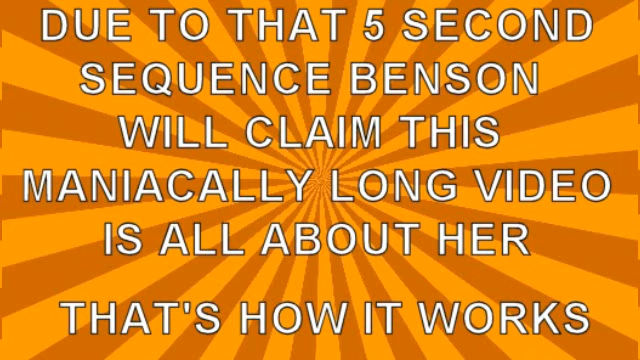 DUE TO THAT 5 SECOND
SEQUENCE BENSON
WILL CLAIM THIS
MANIACALLY LONG VIDEO
IS ALL ABOUT HER
THAT'S HOW IT WORKS